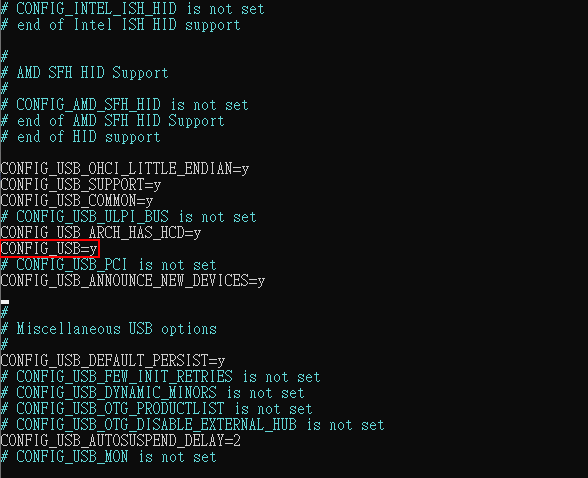 # CONFIG_INTEL_ISH_HID is not set
# end of Intel ISH HID support
#
# AMD SFH HID Support
#
# CONFIG_AMD_SFH_HID is not set
# end of AMD SFH HID Support
# end of HID support
CONFIG_USB_OHCI_LITTLE_ENDIAN=y
CONFIG_USB_SUPPORT=y
CONFIG_USB_COMMON=y
# CONFIG_USB_ULPI_BUS is not set
CONFIG_USB_ARCH_HAS_HCD=y
CONFIG_USB=y
# CONFIG_USB_PCI is not set
CONFIG_USB_ANNOUNCE_NEW_DEVICES=y
#
# Miscellaneous USB options
#
CONFIG_USB_DEFAULT_PERSIST=y
# CONFIG_USB_FEW_INIT_RETRIES is not set
# CONFIG_USB_DYNAMIC_MINORS is not set
# CONFIG_USB_OTG_PRODUCTLIST is not set
# CONFIG_USB_OTG_DISABLE_EXTERNAL_HUB is not set
CONFIG_USB_AUTOSUSPEND_DELAY=2
# CONFIG_USB_MON is not set